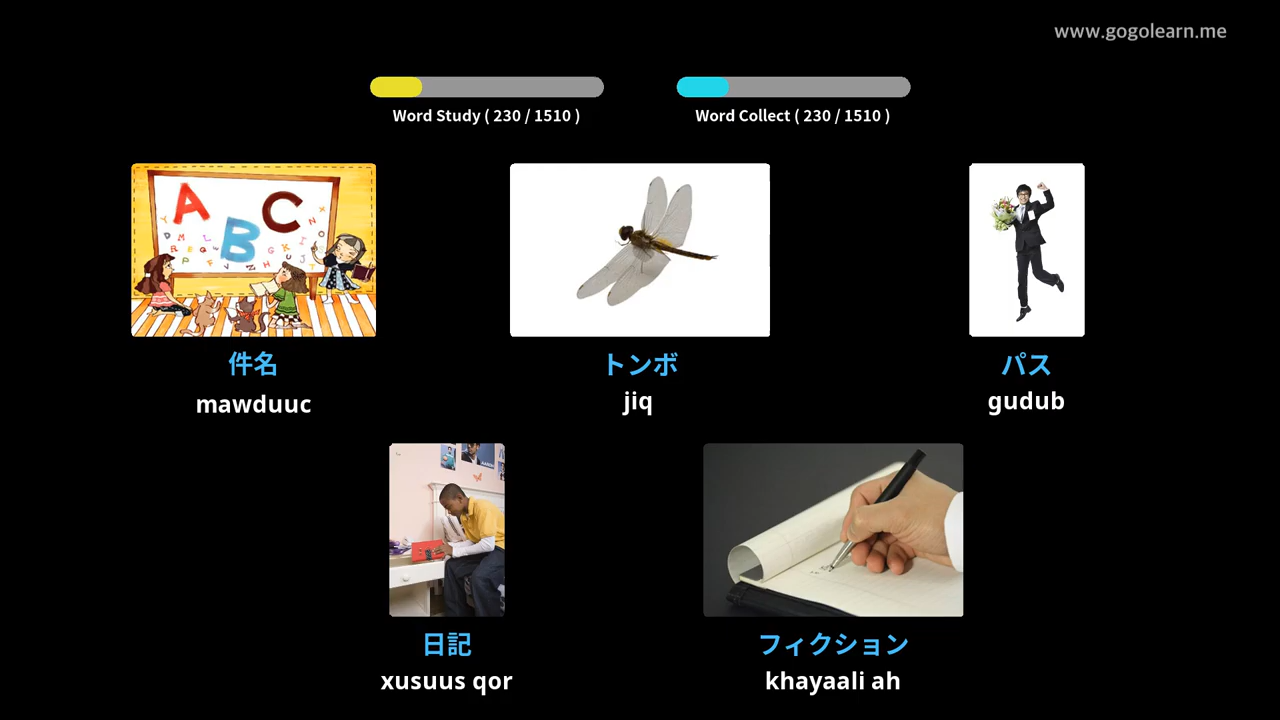 www.gogolearn.me
Word Study ( 230 / 1510 )
Word Collect ( 230 / 1510 )
A B C
件名
mawduuc
トンボ
jiq
パス
gudub
日記
xusuus qor
フィクション
khayaali ah